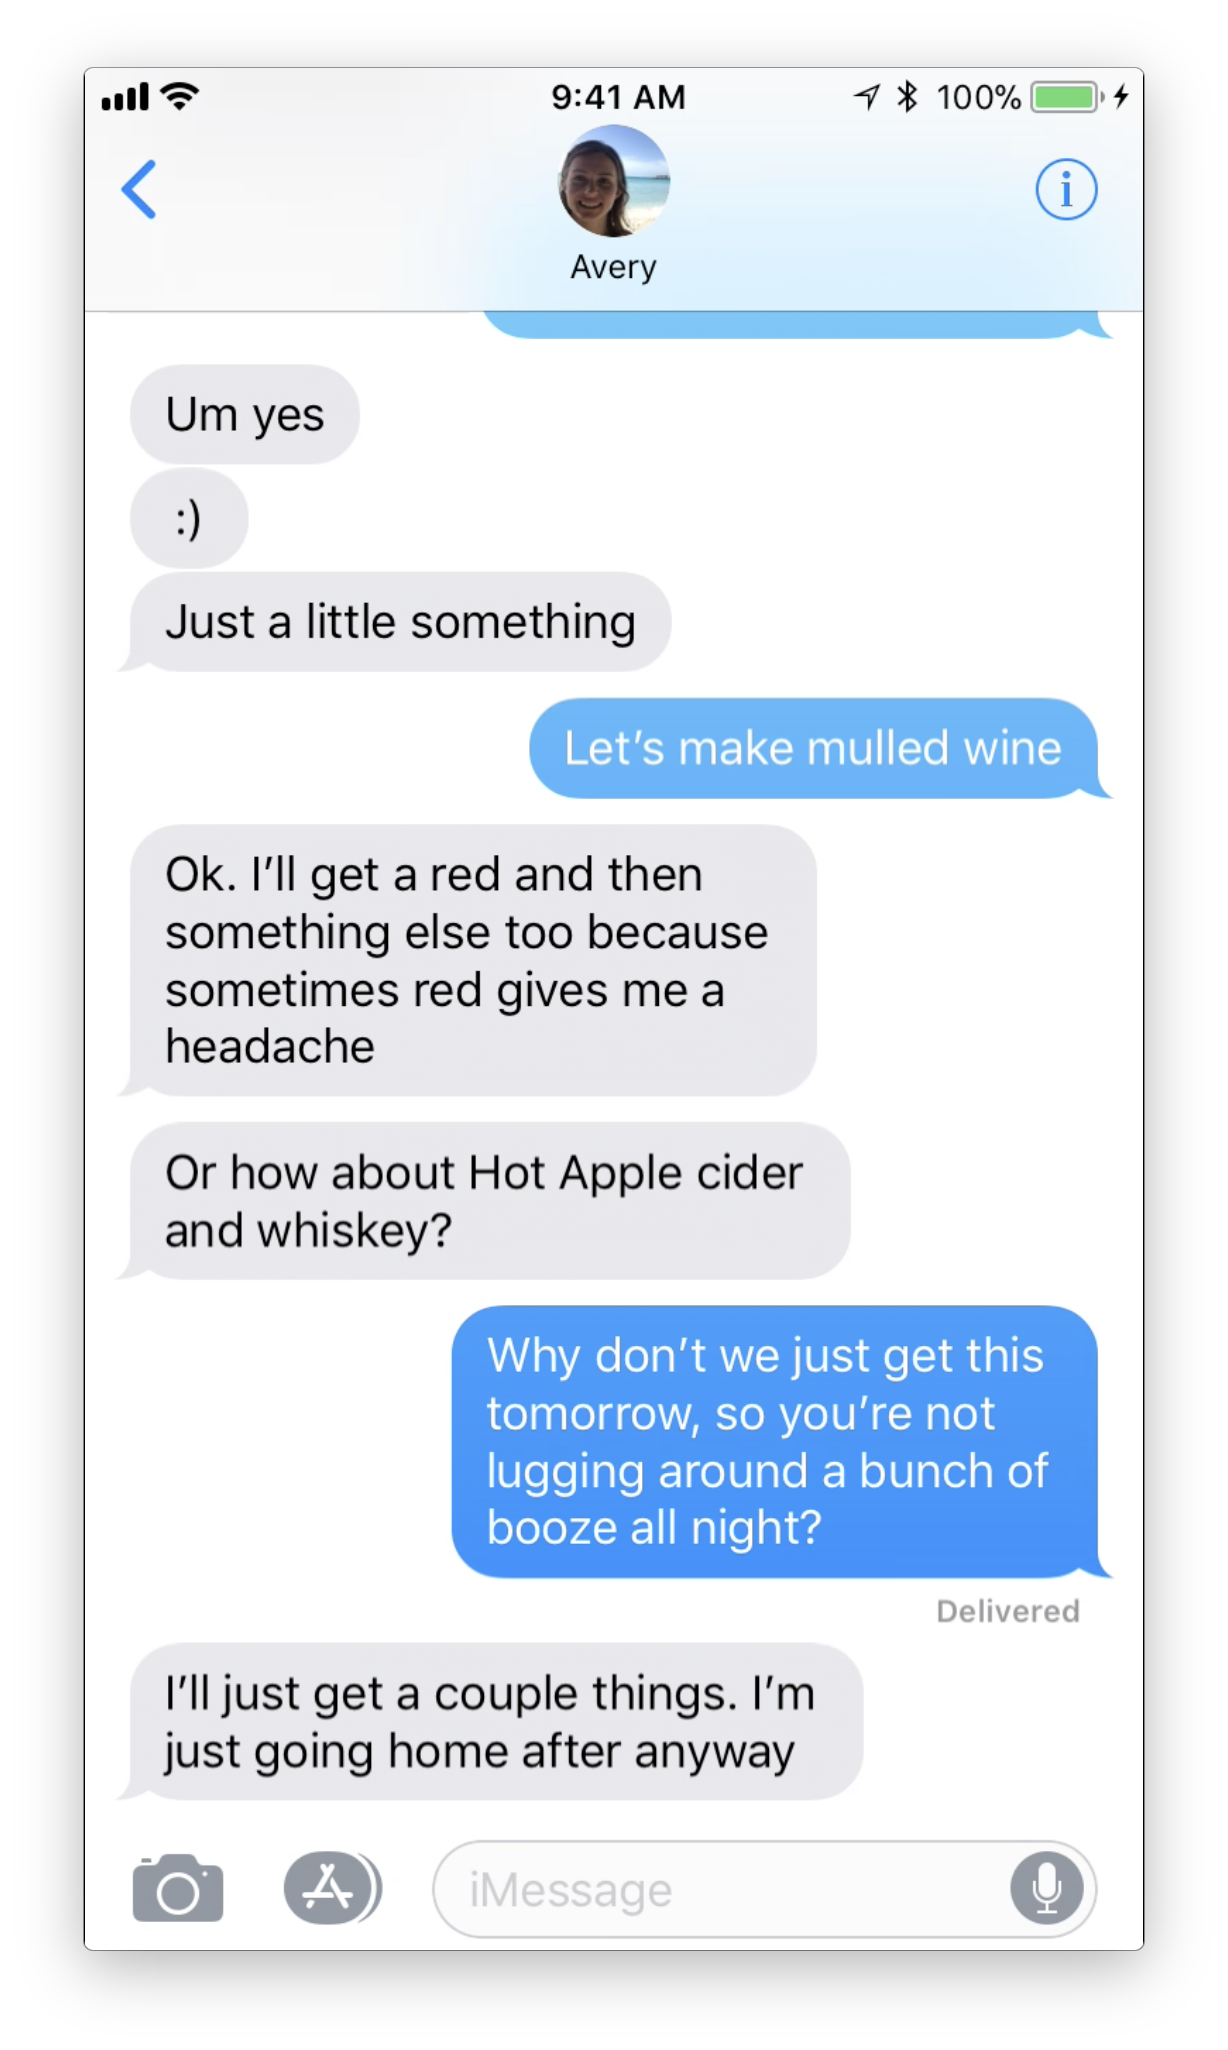 9:41 AM
100%
Avery
Um yes
:)
Just a little something
Let’s make mulled wine
Ok. I’ll get a red and then
something else too because
sometimes red gives me a
headache
Or how about Hot Apple cider
and whiskey?
Why don’t we just get this
tomorrow, so you’re not
lugging around a bunch of
booze all night?
Delivered
I’ll just get a couple things. I’m
just going home after anyway
iMessage